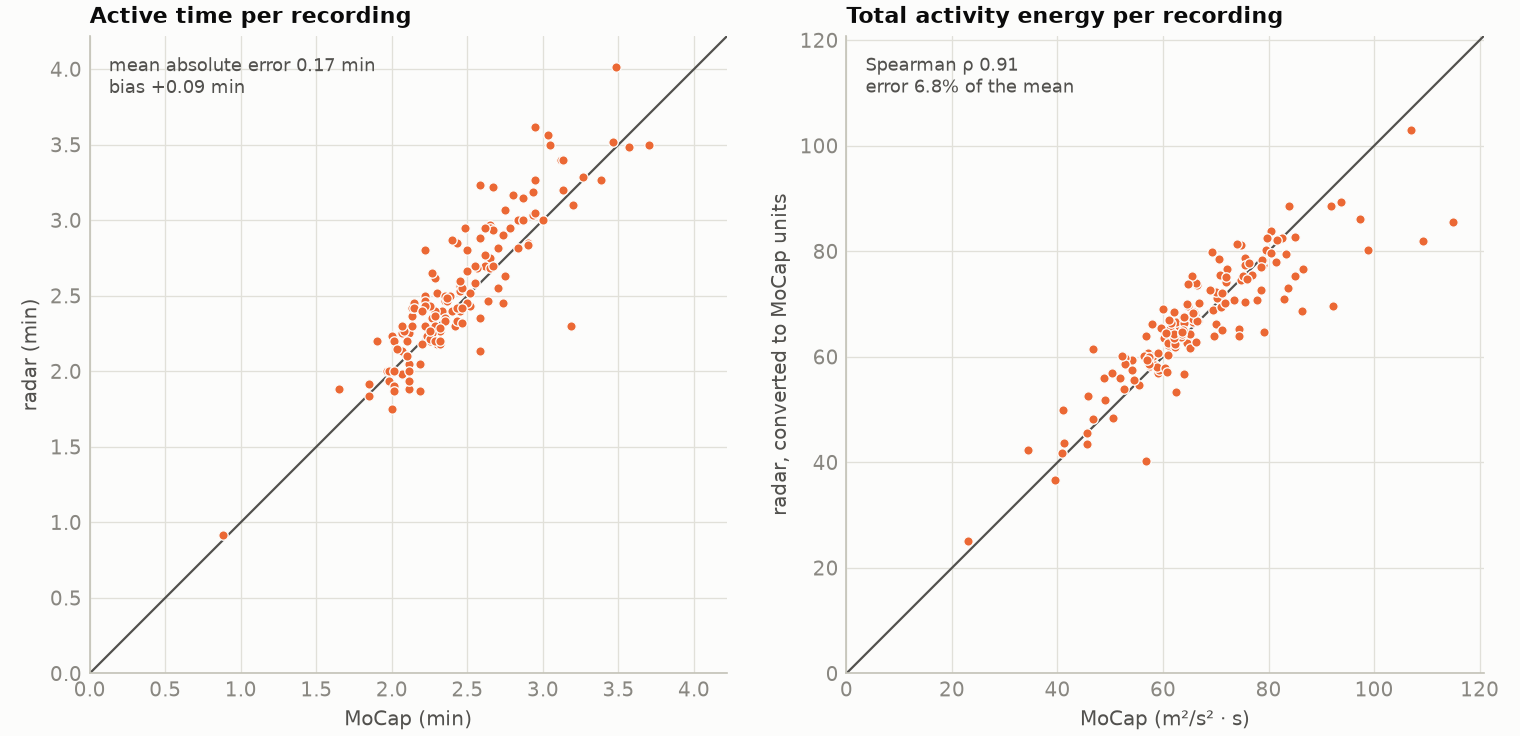 Active time per recording
mean absolute error 0.17 min
bias +0.09 min
4.0
3.5
3.0
2.5
2.0
1.5
1.0
0.5
0.0
radar (min)
0.0 0.5 1.0 1.5 2.0 2.5 3.0 3.5 4.0
MoCap (min)
Total activity energy per recording
Spearman ρ 0.91
error 6.8% of the mean
120
100
80
60
40
20
0
radar, converted to MoCap units
0 20 40 60 80 100 120
MoCap (m²/s² · s)